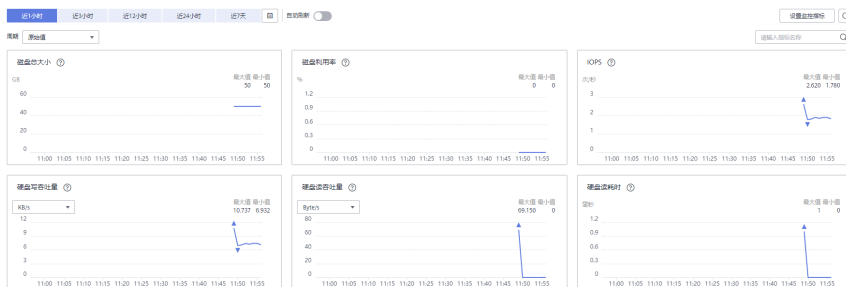 近1小时 近3小时 近12小时 近24小时 近7天 自动刷新 设置监控指标
周期 原始值 请输入指标名称
磁盘总大小
GB 最大值 最小值
50 50
60
40
20
0
11:00 11:05 11:10 11:15 11:20 11:25 11:30 11:35 11:40 11:45 11:50 11:55
磁盘利用率
% 最大值 最小值
0 0
1.2
0.9
0.6
0.3
0
11:00 11:05 11:10 11:15 11:20 11:25 11:30 11:35 11:40 11:45 11:50 11:55
IOPS
次/秒 最大值 最小值
2.620 1.780
3
2
1
0
11:00 11:05 11:10 11:15 11:20 11:25 11:30 11:35 11:40 11:45 11:50 11:55
硬盘写吞吐量
KB/s 最大值 最小值
10.737 6.932
12
9
6
3
0
11:00 11:05 11:10 11:15 11:20 11:25 11:30 11:35 11:40 11:45 11:50 11:55
硬盘读吞吐量
Byte/s 最大值 最小值
69.150 0
80
60
40
20
0
11:00 11:05 11:10 11:15 11:20 11:25 11:30 11:35 11:40 11:45 11:50 11:55
硬盘读耗时
毫秒 最大值 最小值
1 0
1.2
0.9
0.6
0.3
0
11:00 11:05 11:10 11:15 11:20 11:25 11:30 11:35 11:40 11:45 11:50 11:55